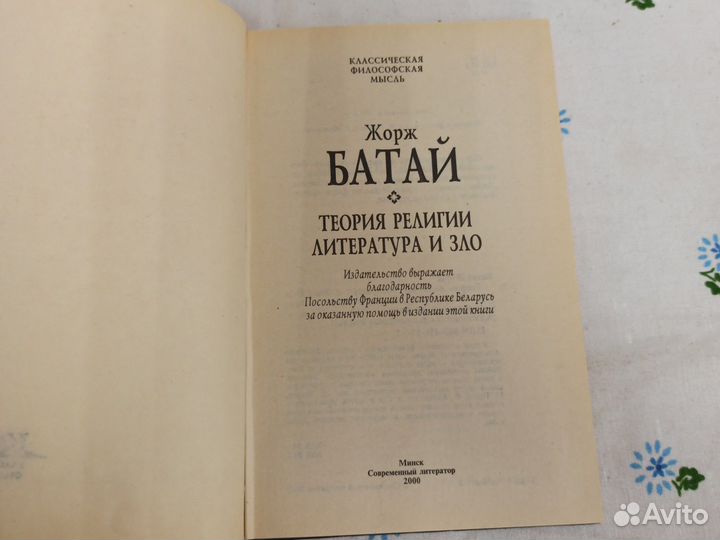 КЛАССИЧЕСКАЯ
ФИЛОСОФСКАЯ
МЫСЛЬ
Жорж
БАТАЙ
ТЕОРИЯ РЕЛИГИИ
ЛИТЕРАТУРА И ЗЛО
Издательство выражает
благодарность
Посольству Франции в Республике Беларусь
за оказанную помощь в издании этой книги
Минск
Современный литератор
2000
Avito